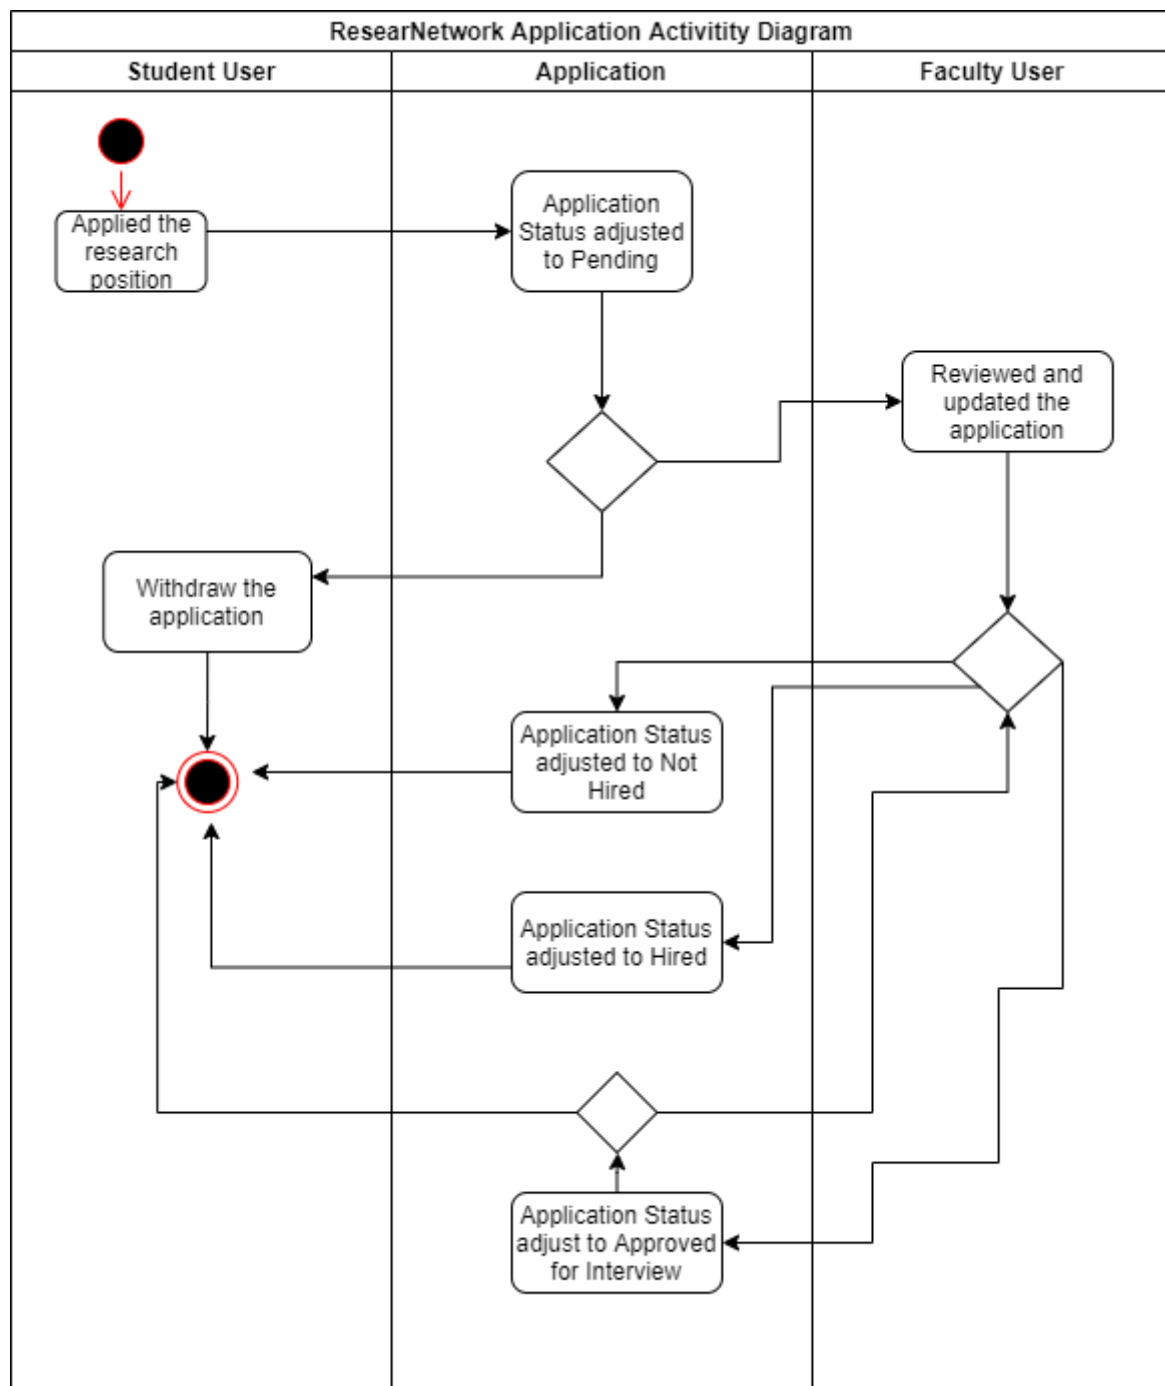 ResearNetwork Application Activitity Diagram
Student User
Application
Faculty User
Applied the
research
position
Application
Status adjusted
to Pending
Reviewed and
updated the
application
Withdraw the
application
Application Status
adjusted to Not
Hired
Application Status
adjusted to Hired
Application Status
adjust to Approved
for Interview